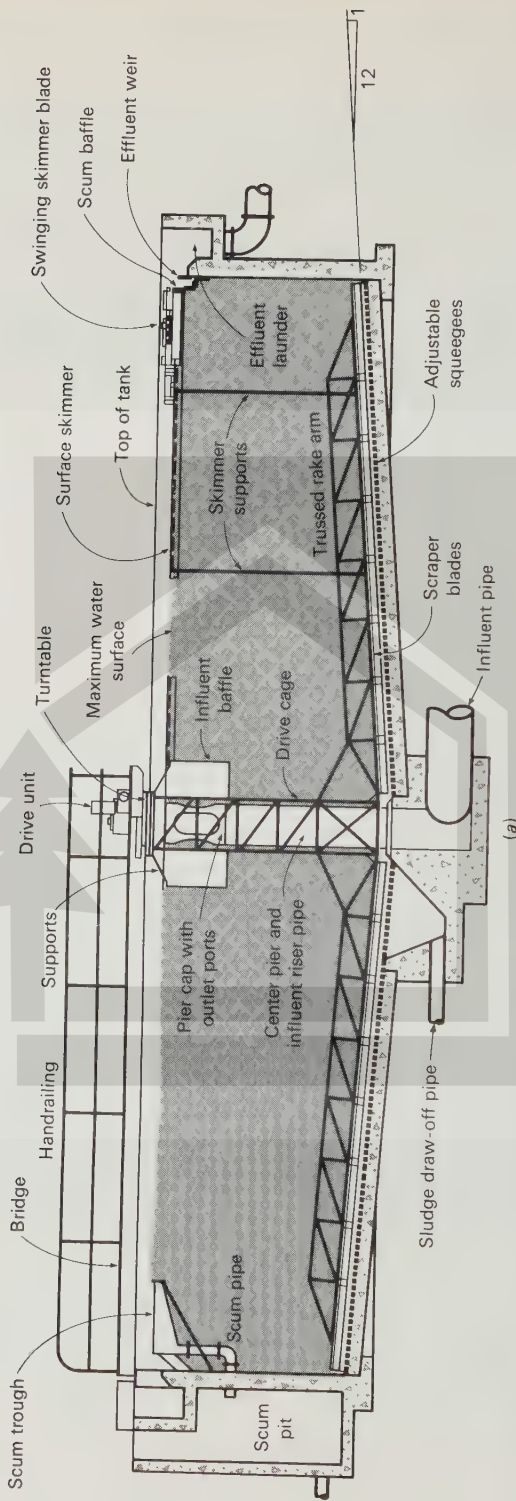 Scum trough
Bridge
Handrailing
Supports
Drive unit
Turntable
Maximum water
surface
Surface skimmer
Top of tank
Swinging skimmer blade
Scum baffle
Effluent weir
Scum pipe
Scum
pit
Pier cap with
outlet ports
Center pier and
influent riser pipe
Influent
baffle
Drive cage
Skimmer
supports
Effluent
launder
Trussed rake arm
12
1
Sludge draw-off pipe
Influent pipe
Scraper
blades
Adjustable
squeegees
(a)